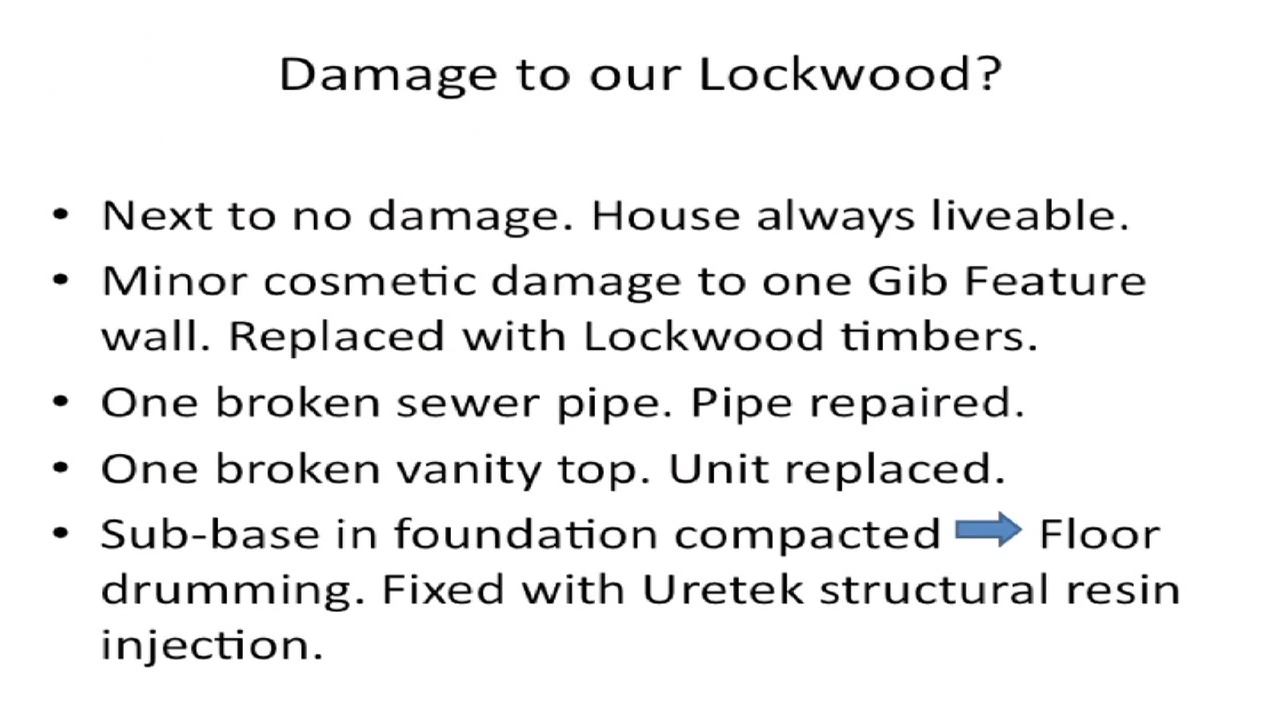 Damage to our Lockwood?
• Next to no damage. House always liveable.
• Minor cosmetic damage to one Gib Feature
wall. Replaced with Lockwood timbers.
• One broken sewer pipe. Pipe repaired.
• One broken vanity top. Unit replaced.
• Sub-base in foundation compacted ➡ Floor
drumming. Fixed with Uretek structural resin
injection.